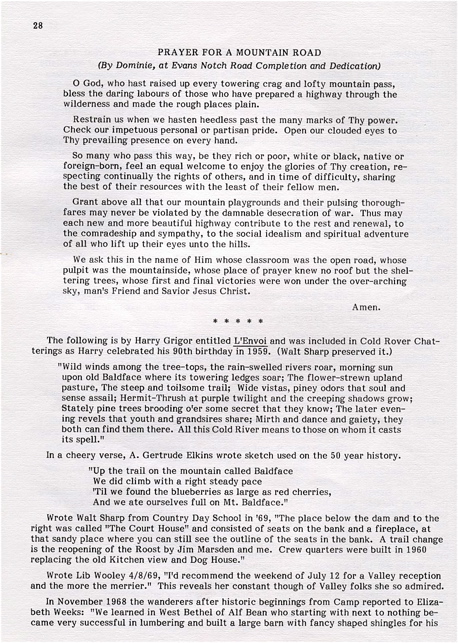 28
PRAYER FOR A MOUNTAIN ROAD
(By Dominie, at Evans Notch Road Completion and Dedication)
O God, who hast raised up every towering crag and lofty mountain pass,
bless the daring labours of those who have prepared a highway through the
wilderness and made the rough places plain.
Restrain us when we hasten heedless past the many marks of Thy power.
Check our impetuous personal or partisan pride. Open our clouded eyes to
Thy prevailing presence on every hand.
So many who pass this way, be they rich or poor, white or black, native or
foreign-born, feel an equal welcome to enjoy the glories of Thy creation, re-
specting continually the rights of others, and in time of difficulty, sharing
the best of their resources with the least of their fellow men.
Grant above all that our mountain playgrounds and their pulsing thorough-
fares may never be violated by the damnable desecration of war. Thus may
each new and more beautiful highway contribute to the rest and renewal, to
the comradeship and sympathy, to the social idealism and spiritual adventure
of all who lift up their eyes unto the hills.
We ask this in the name of Him whose classroom was the open road, whose
pulpit was the mountainside, whose place of prayer knew no roof but the shel-
tering trees, whose first and final victories were won under the over-arching
sky, man's Friend and Savior Jesus Christ.
Amen.
* * * * *
The following is by Harry Grigor entitled L'Envoi and was included in Cold Rover Chat-
terings as Harry celebrated his 90th birthday in 1959. (Walt Sharp preserved it.)
"Wild winds among the tree-tops, the rain-swelled rivers roar, morning sun
upon old Baldface where its towering ledges soar; The flower-strewn upland
pasture, The steep and toilsome trail; Wide vistas, piney odors that soul and
sense assail; Hermit-Thrush at purple twilight and the creeping shadows grow;
Stately pine trees brooding o'er some secret that they know; The later even-
ing revels that youth and grandsires share; Mirth and dance and gaiety, they
both can find them there. All this Cold River means to those on whom it casts
its spell."
In a cheery verse, A. Gertrude Elkins wrote sketch used on the 50 year history.
"Up the trail on the mountain called Baldface
We did climb with a right steady pace
'Til we found the blueberries as large as red cherries,
And we ate ourselves full on Mt. Baldface."
Wrote Walt Sharp from Country Day School in '69, "The place below the dam and to the
right was called "The Court House" and consisted of seats on the bank and a fireplace, at
that sandy place where you can still see the outline of the seats in the bank. A trail change
is the reopening of the Roost by Jim Marsden and me. Crew quarters were built in 1960
replacing the old Kitchen view and Dog House."
Wrote Lib Wooley 4/8/69, "I'd recommend the weekend of July 12 for a Valley reception
and the more the merrier." This reveals her constant though of Valley folks she so admired.
In November 1968 the wanderers after historic beginnings from Camp reported to Eliza-
beth Weeks: "We learned in West Bethel of Alf Bean who starting with next to nothing be-
came very successful in lumbering and built a large barn with fancy shaped shingles for his